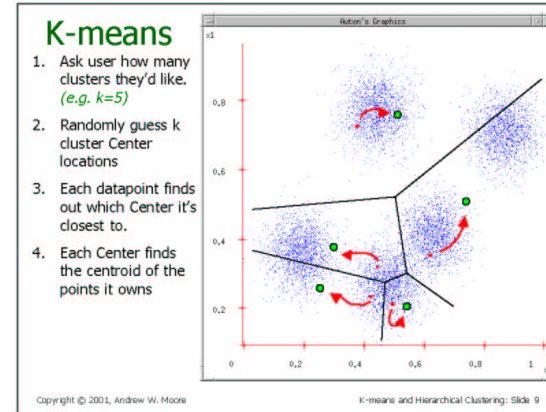 K-means
1. Ask user how many
clusters they'd like.
(e.g. k=5)
2. Randomly guess k
cluster Center
locations
3. Each datapoint finds
out which Center it's
closest to.
4. Each Center finds
the centroid of the
points it owns
Auton's Graphics
x1
0.8
0.6
0.4
0.2
0 0.2 0.4 0.6 0.8 1
Copyright © 2001, Andrew W. Moore
K-means and Hierarchical Clustering: Slide 9